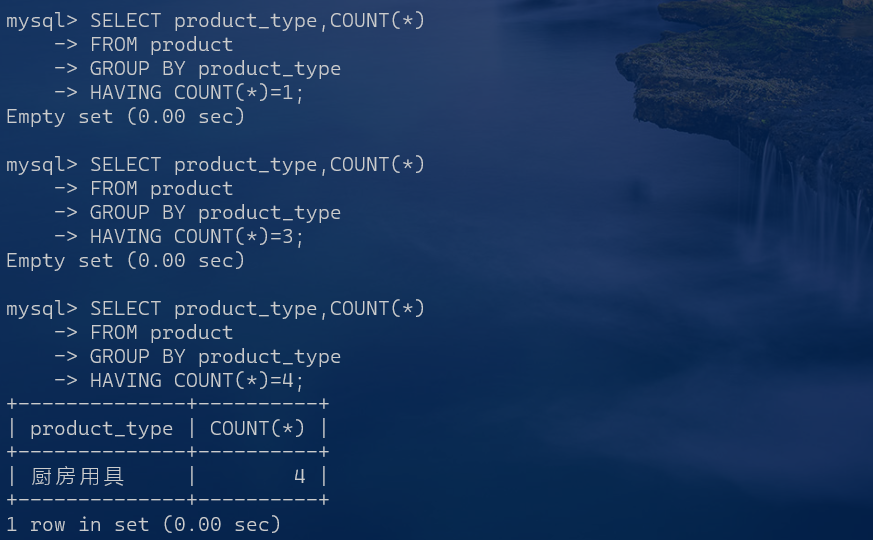 mysql> SELECT product_type,COUNT(*)
    -> FROM product
    -> GROUP BY product_type
    -> HAVING COUNT(*)=1;
Empty set (0.00 sec)

mysql> SELECT product_type,COUNT(*)
    -> FROM product
    -> GROUP BY product_type
    -> HAVING COUNT(*)=3;
Empty set (0.00 sec)

mysql> SELECT product_type,COUNT(*)
    -> FROM product
    -> GROUP BY product_type
    -> HAVING COUNT(*)=4;
+--------------+----------+
| product_type | COUNT(*) |
+--------------+----------+
| 厨房用具     |        4 |
+--------------+----------+
1 row in set (0.00 sec)